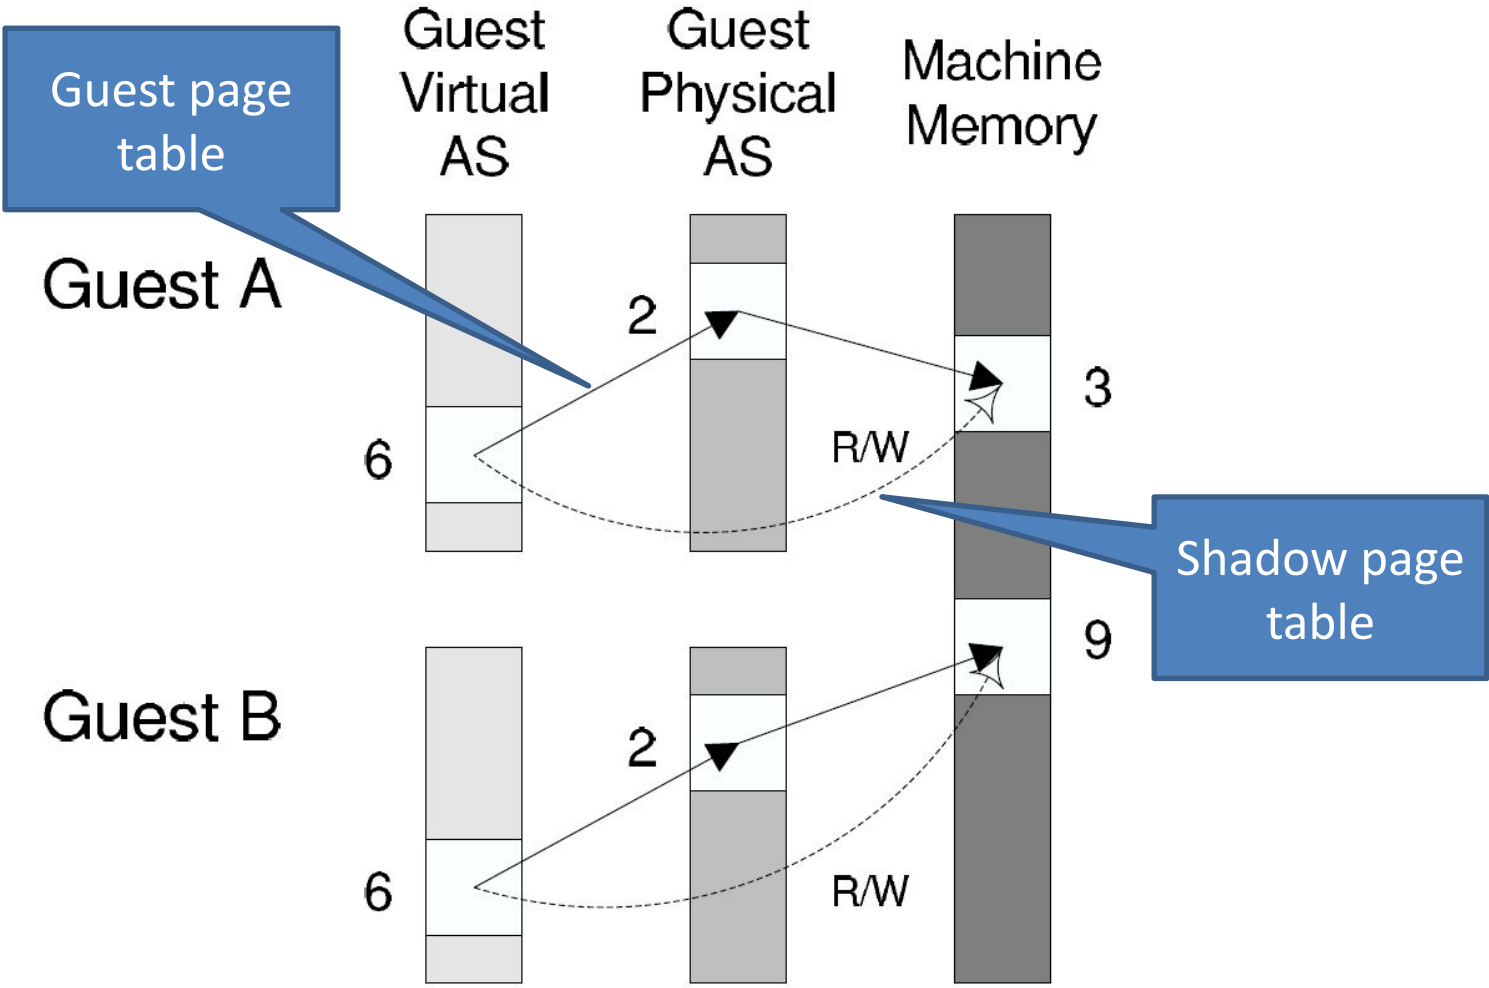 Guest page
table
Guest
Virtual
AS
Guest
Physical
AS
Machine
Memory
Guest A
2
3
6
R/W
Shadow page
table
9
Guest B
2
6
R/W